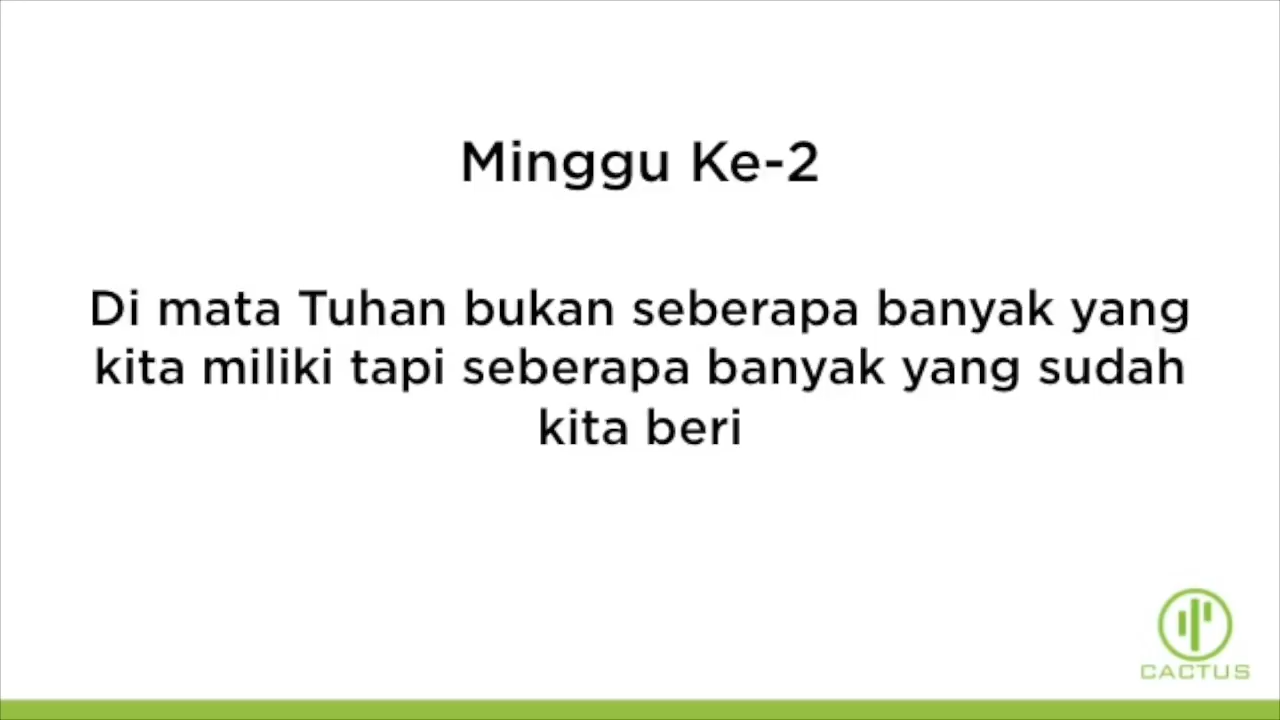 Minggu Ke-2
Di mata Tuhan bukan seberapa banyak yang
kita miliki tapi seberapa banyak yang sudah
kita beri
CACTUS